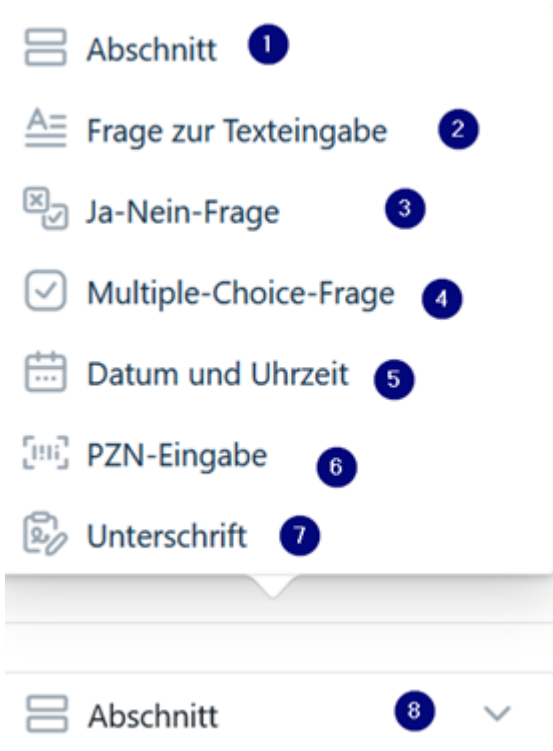 Abschnitt 1
Frage zur Texteingabe 2
Ja-Nein-Frage 3
Multiple-Choice-Frage 4
Datum und Uhrzeit 5
PZN-Eingabe 6
Unterschrift 7
Abschnitt 8